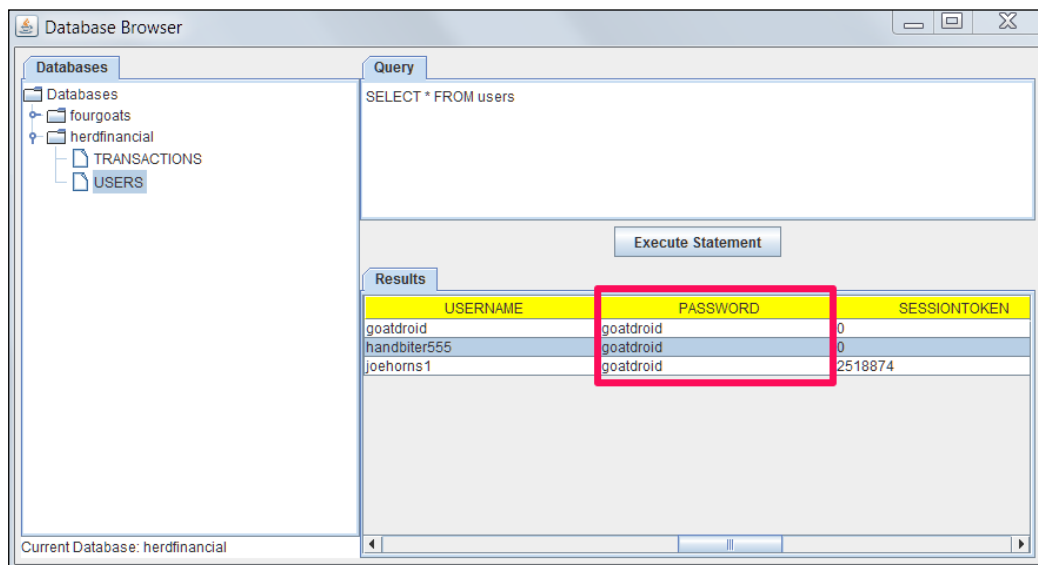 Database Browser
Databases
Databases
fourgoats
herdfinancial
TRANSACTIONS
USERS
Current Database: herdfinancial
Query
SELECT * FROM users
Execute Statement
Results
USERNAME PASSWORD SESSIONTOKEN
goatdroid goatdroid 0
handbiter555 goatdroid 0
joehorns1 goatdroid 2518874